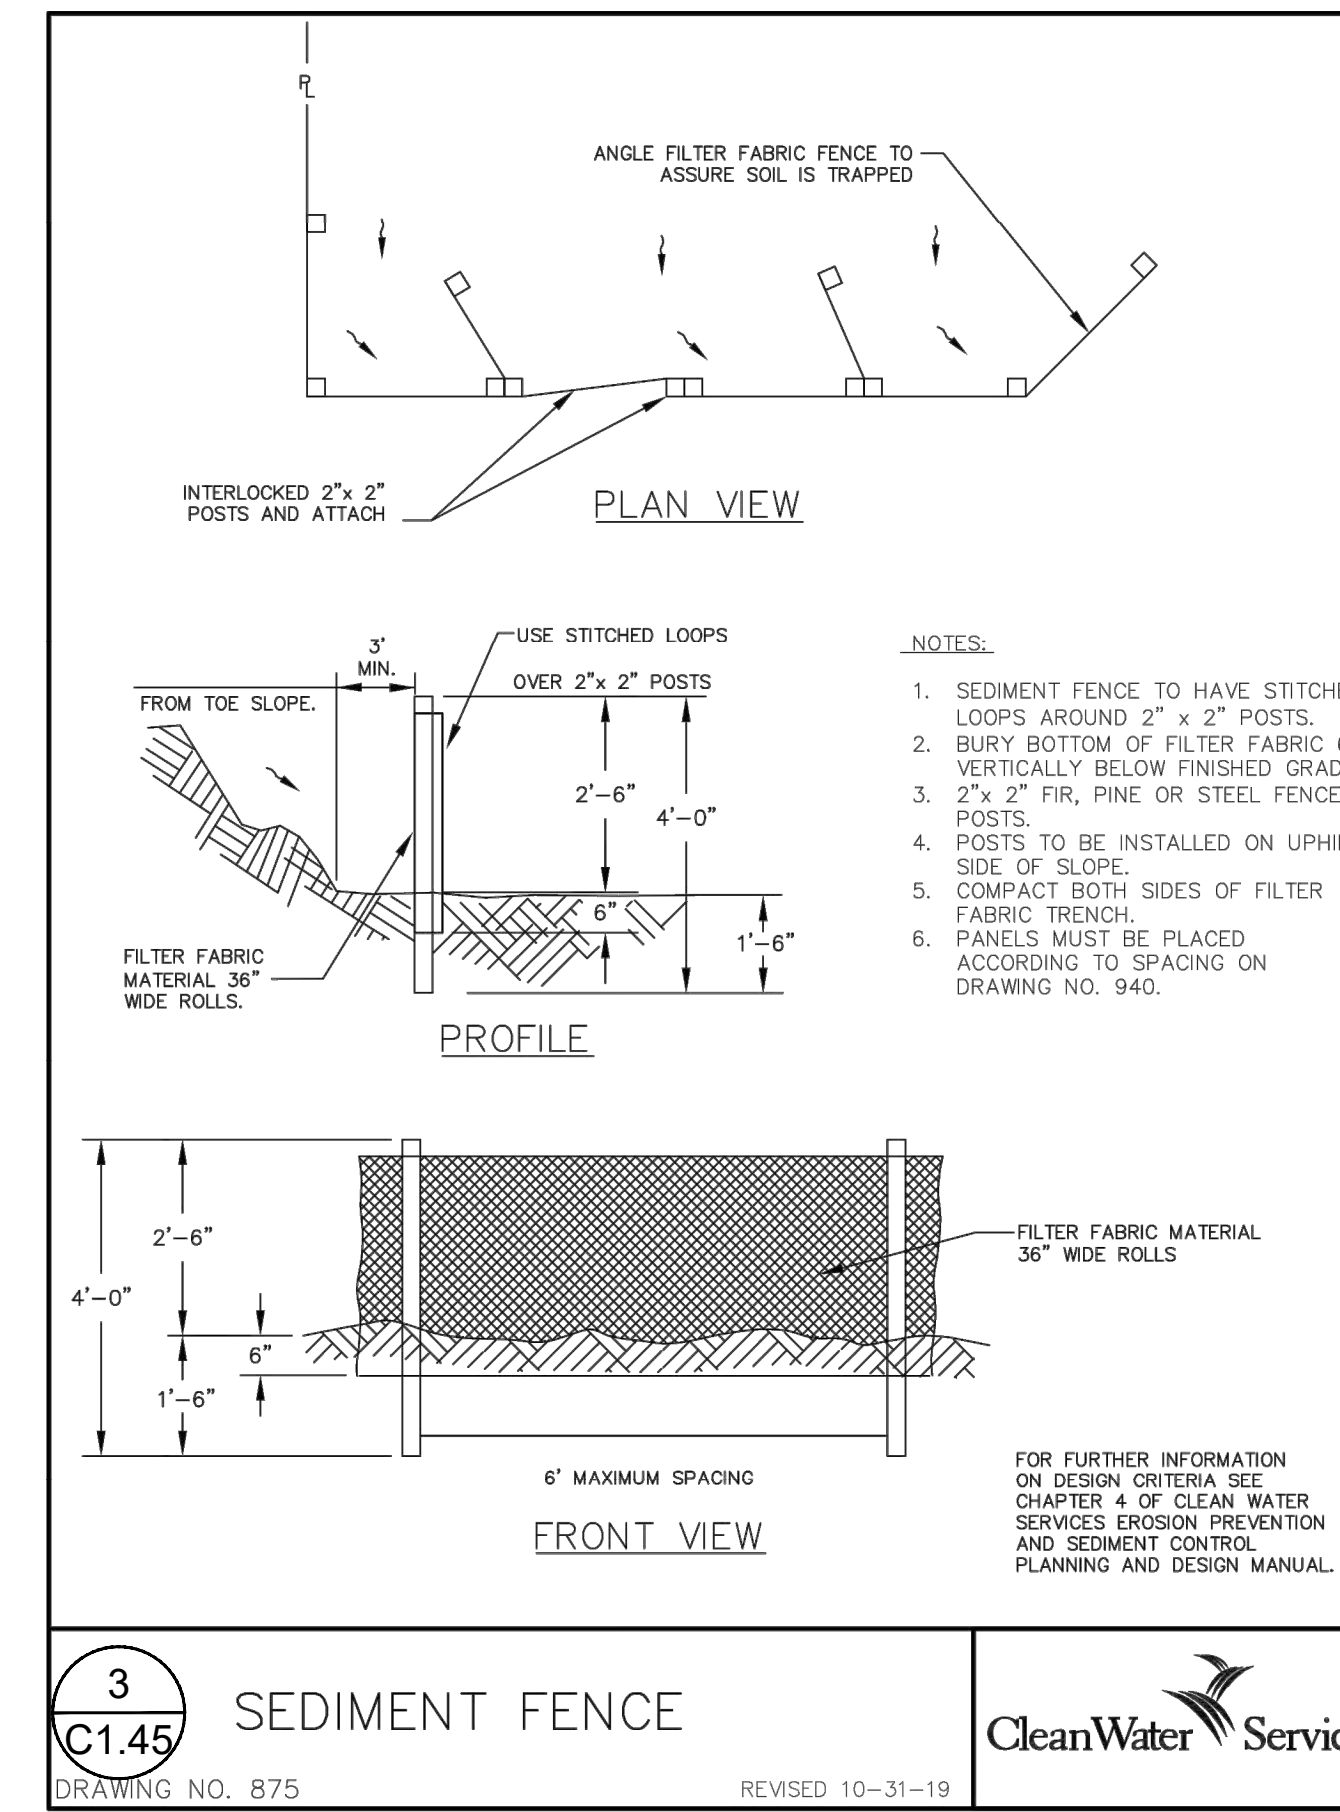 PL
ANGLE FILTER FABRIC FENCE TO
ASSURE SOIL IS TRAPPED
INTERLOCKED 2"x 2"
POSTS AND ATTACH
PLAN VIEW
3'
MIN.
FROM TOE SLOPE.
USE STITCHED LOOPS
OVER 2"x 2" POSTS
2'-6"
4'-0"
6"
1'-6"
FILTER FABRIC
MATERIAL 36"
WIDE ROLLS.
PROFILE
NOTES:
1. SEDIMENT FENCE TO HAVE
LOOPS AROUND 2" x 2" POSTS.
2. BURY BOTTOM OF FILTER FABRIC
VERTICALLY BELOW FINISHED
3. 2"x 2" FIR, PINE OR STEEL FENCE
POSTS.
4. POSTS TO BE INSTALLED ON
SIDE OF SLOPE.
5. COMPACT BOTH SIDES OF FILTER
FABRIC TRENCH.
6. PANELS MUST BE PLACED
ACCORDING TO SPACING ON
DRAWING NO. 940.
4'-0"
2'-6"
6"
1'-6"
FILTER FABRIC MATERIAL
36" WIDE ROLLS
6' MAXIMUM SPACING
FRONT VIEW
FOR FURTHER INFORMATION
ON DESIGN CRITERIA SEE
CHAPTER 4 OF CLEAN WATER
SERVICES EROSION PREVENTION
AND SEDIMENT CONTROL
PLANNING AND DESIGN MANUAL.
3
C1.45
SEDIMENT FENCE
DRAWING NO. 875
REVISED 10-31-19
CleanWater